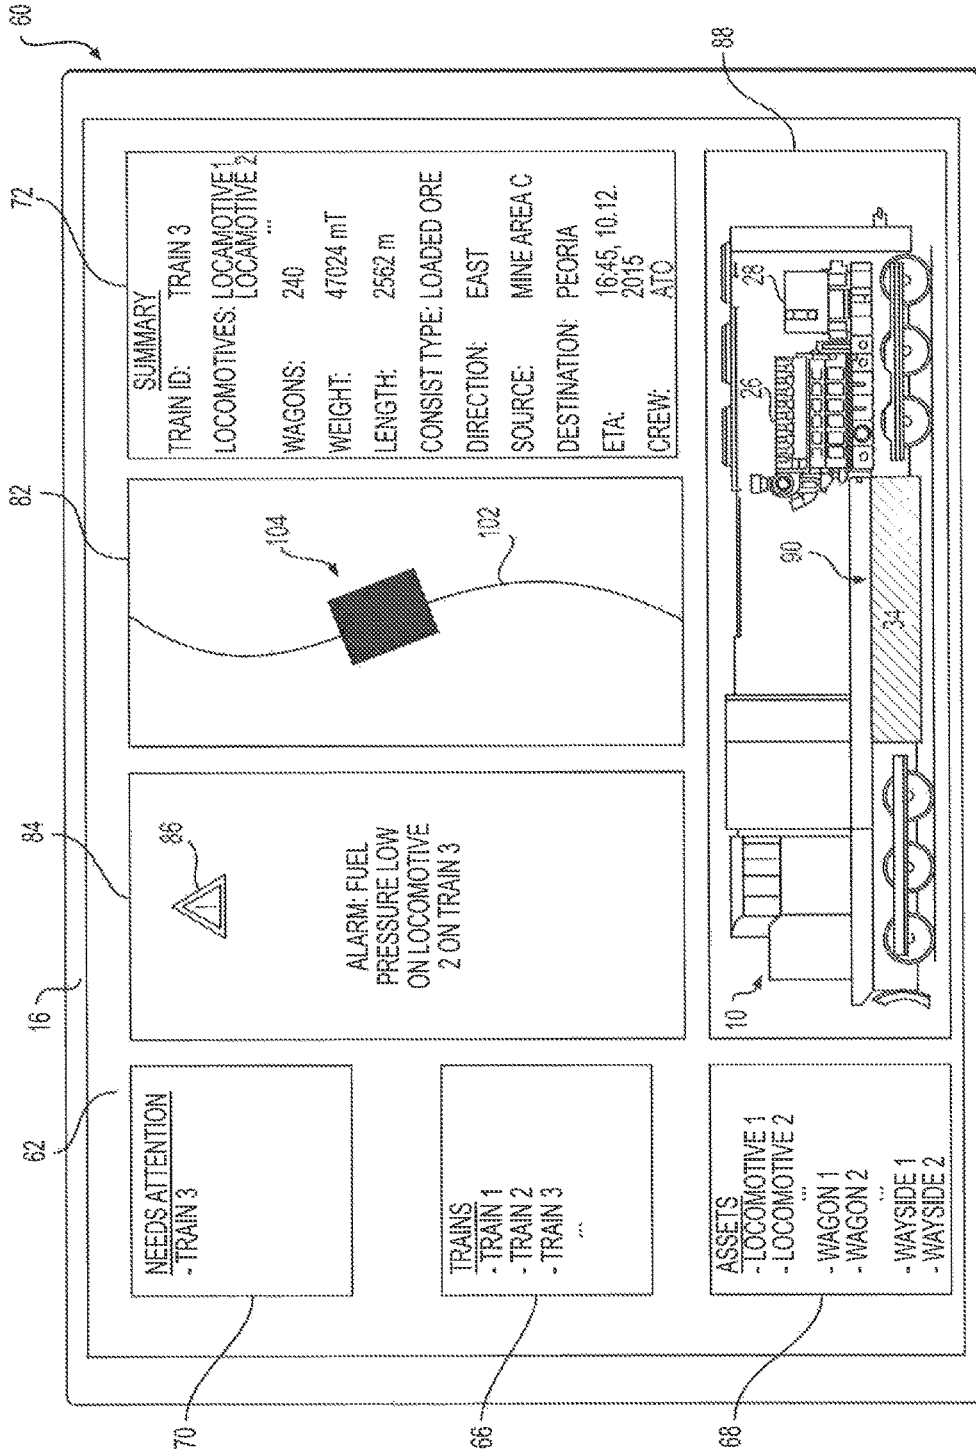 60
16
62
84
82
72
NEEDS ATTENTION
- TRAIN 3
70
TRAINS
- TRAIN 1
- TRAIN 2
- TRAIN 3
...
66
ASSETS
- LOCOMOTIVE 1
- LOCOMOTIVE 2
...
- WAGON 1
- WAGON 2
...
- WAYSIDE 1
- WAYSIDE 2
68
86
ALARM: FUEL
PRESSURE LOW
ON LOCOMOTIVE
2 ON TRAIN 3
104
102
SUMMARY
TRAIN ID: TRAIN 3
LOCOMOTIVES: LOCAMOTIVE 1,
LOCAMOTIVE 2
...
WAGONS: 240
WEIGHT: 47024 mT
LENGTH: 2562 m
CONSIST TYPE: LOADED ORE
DIRECTION: EAST
SOURCE: MINE AREA C
DESTINATION: PEORIA
ETA: 16:45, 10.12.
2015
CREW: ATO
88
10
34
90
26
28